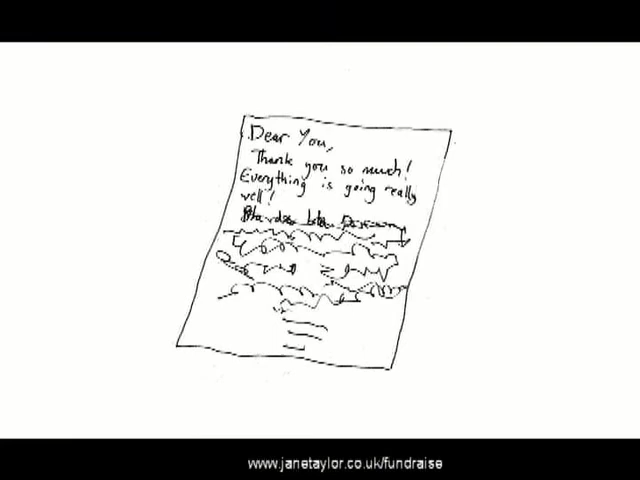 Dear You,
Thank you so much!
Everything is going really
well!
www.janetaylor.co.uk/fundraise